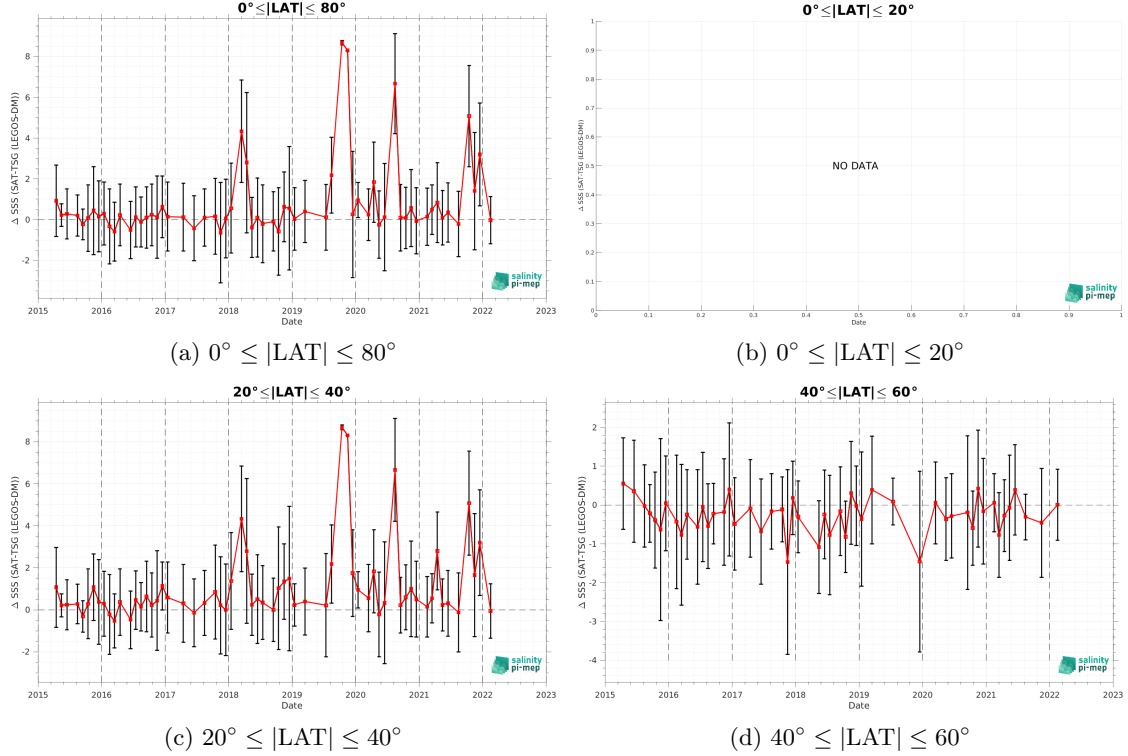 0°≤|LAT|≤ 80°
Δ SSS (SAT-TSG (LEGOS-DM))
8
6
4
2
0
-2
2015 2016 2017 2018 2019 2020 2021 2022 2023
Date
salinity
pi-mep
(a) 0° ≤ |LAT| ≤ 80°
0°≤|LAT|≤ 20°
Δ SSS (SAT-TSG (LEGOS-DM))
1
0.9
0.8
0.7
0.6
0.5
0.4
0.3
0.2
0.1
0
NO DATA
0 0.1 0.2 0.3 0.4 0.5 0.6 0.7 0.8 0.9 1
Date
salinity
pi-mep
(b) 0° ≤ |LAT| ≤ 20°
20°≤|LAT|≤ 40°
Δ SSS (SAT-TSG (LEGOS-DM))
8
6
4
2
0
-2
2015 2016 2017 2018 2019 2020 2021 2022 2023
Date
salinity
pi-mep
(c) 20° ≤ |LAT| ≤ 40°
40°≤|LAT|≤ 60°
Δ SSS (SAT-TSG (LEGOS-DM))
2
1
0
-1
-2
-3
-4
2016 2017 2018 2019 2020 2021 2022 2023
Date
salinity
pi-mep
(d) 40° ≤ |LAT| ≤ 60°